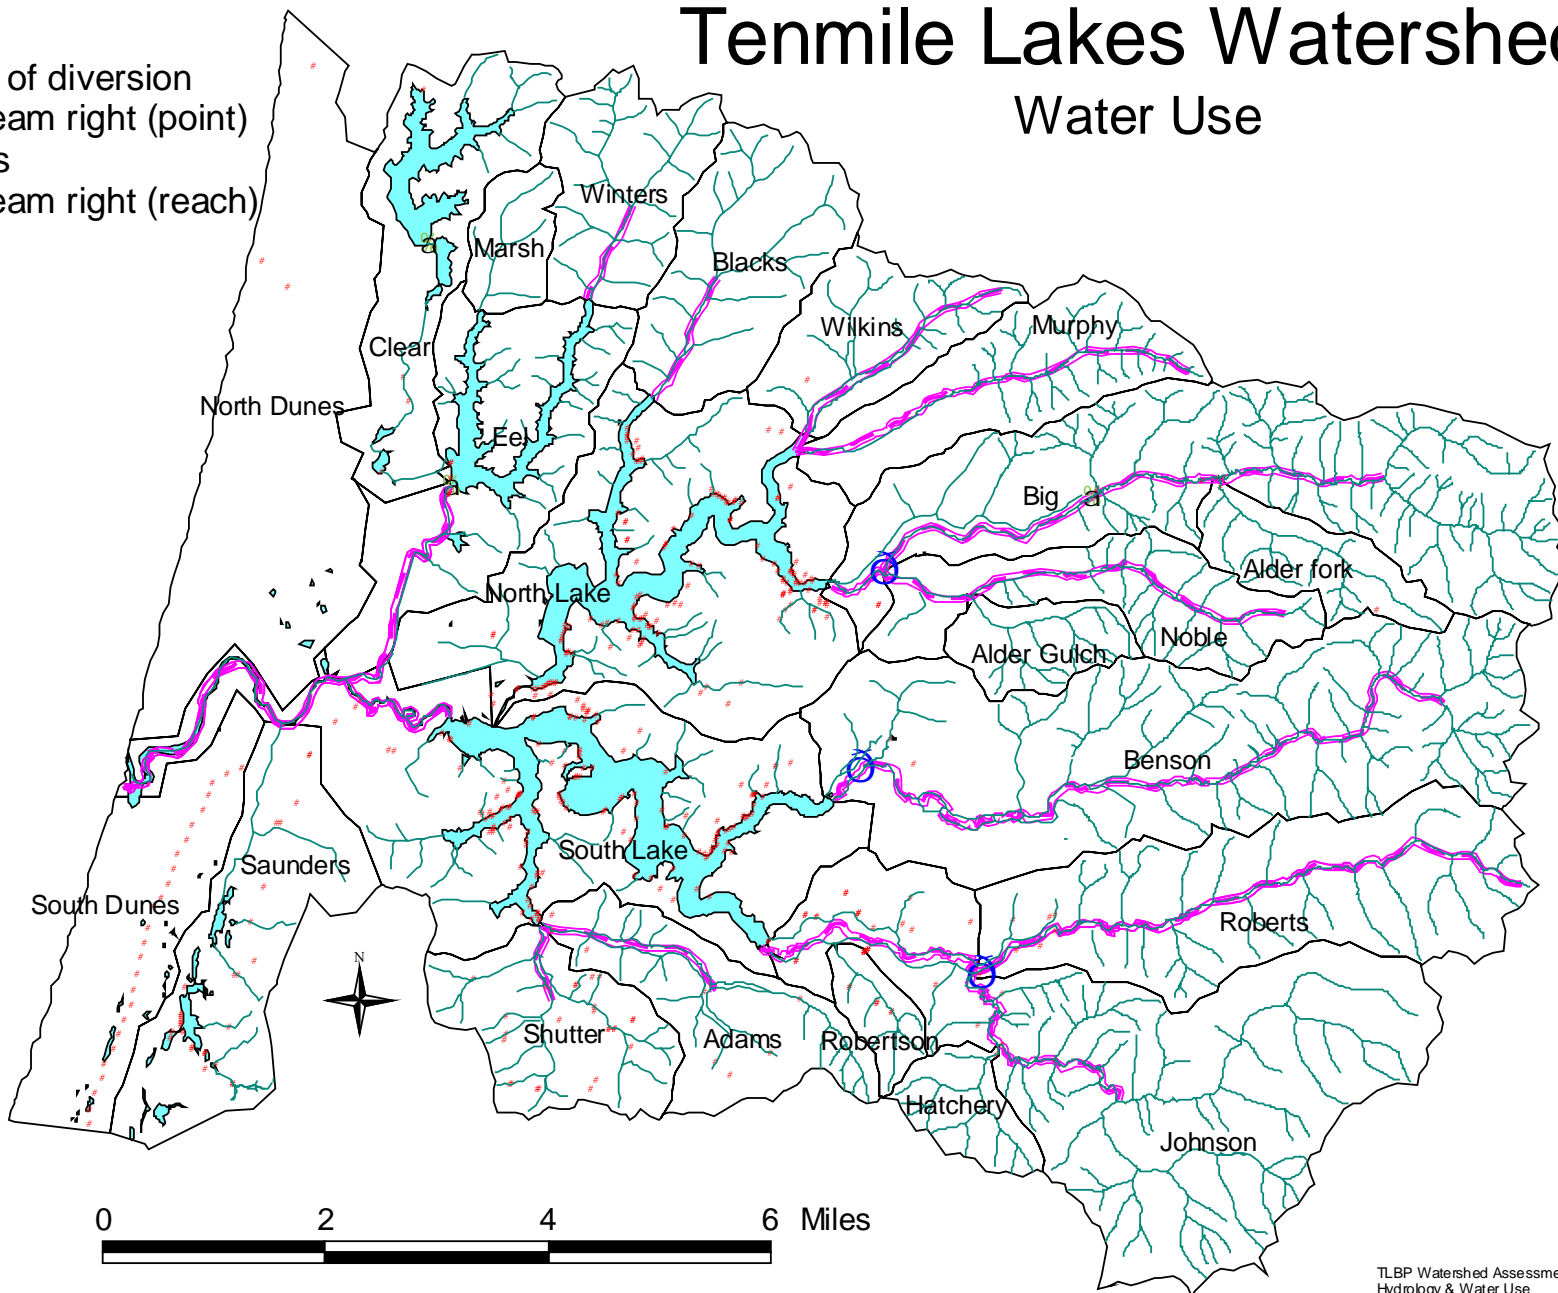 Tenmile Lakes Watershed
Water Use
of diversion
eam right (point)
s
eam right (reach)
Winters
Marsh
Blacks
Wilkins
Murphy
Clear
North Dunes
Eel
Big
a
a
a
Alder fork
North Lake
Noble
Alder Gulch
Benson
South Lake
Saunders
South Dunes
Roberts
N
Shutter
Adams
Robertson
Hatchery
Johnson
0 2 4 6 Miles
TLBP Watershed Assessme
Hydrology & Water Use